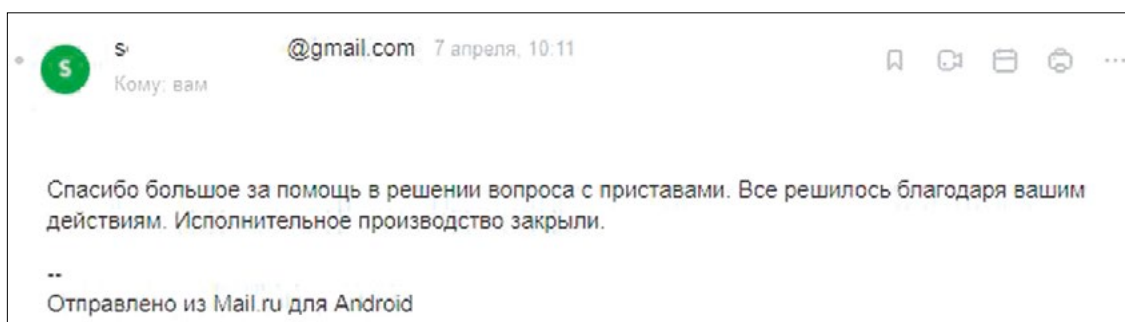 s @gmail.com 7 апреля, 10:11
S
Кому: вам
Спасибо большое за помощь в решении вопроса с приставами. Все решилось благодаря вашим
действиям. Исполнительное производство закрыли.
--
Отправлено из Mail.ru для Android